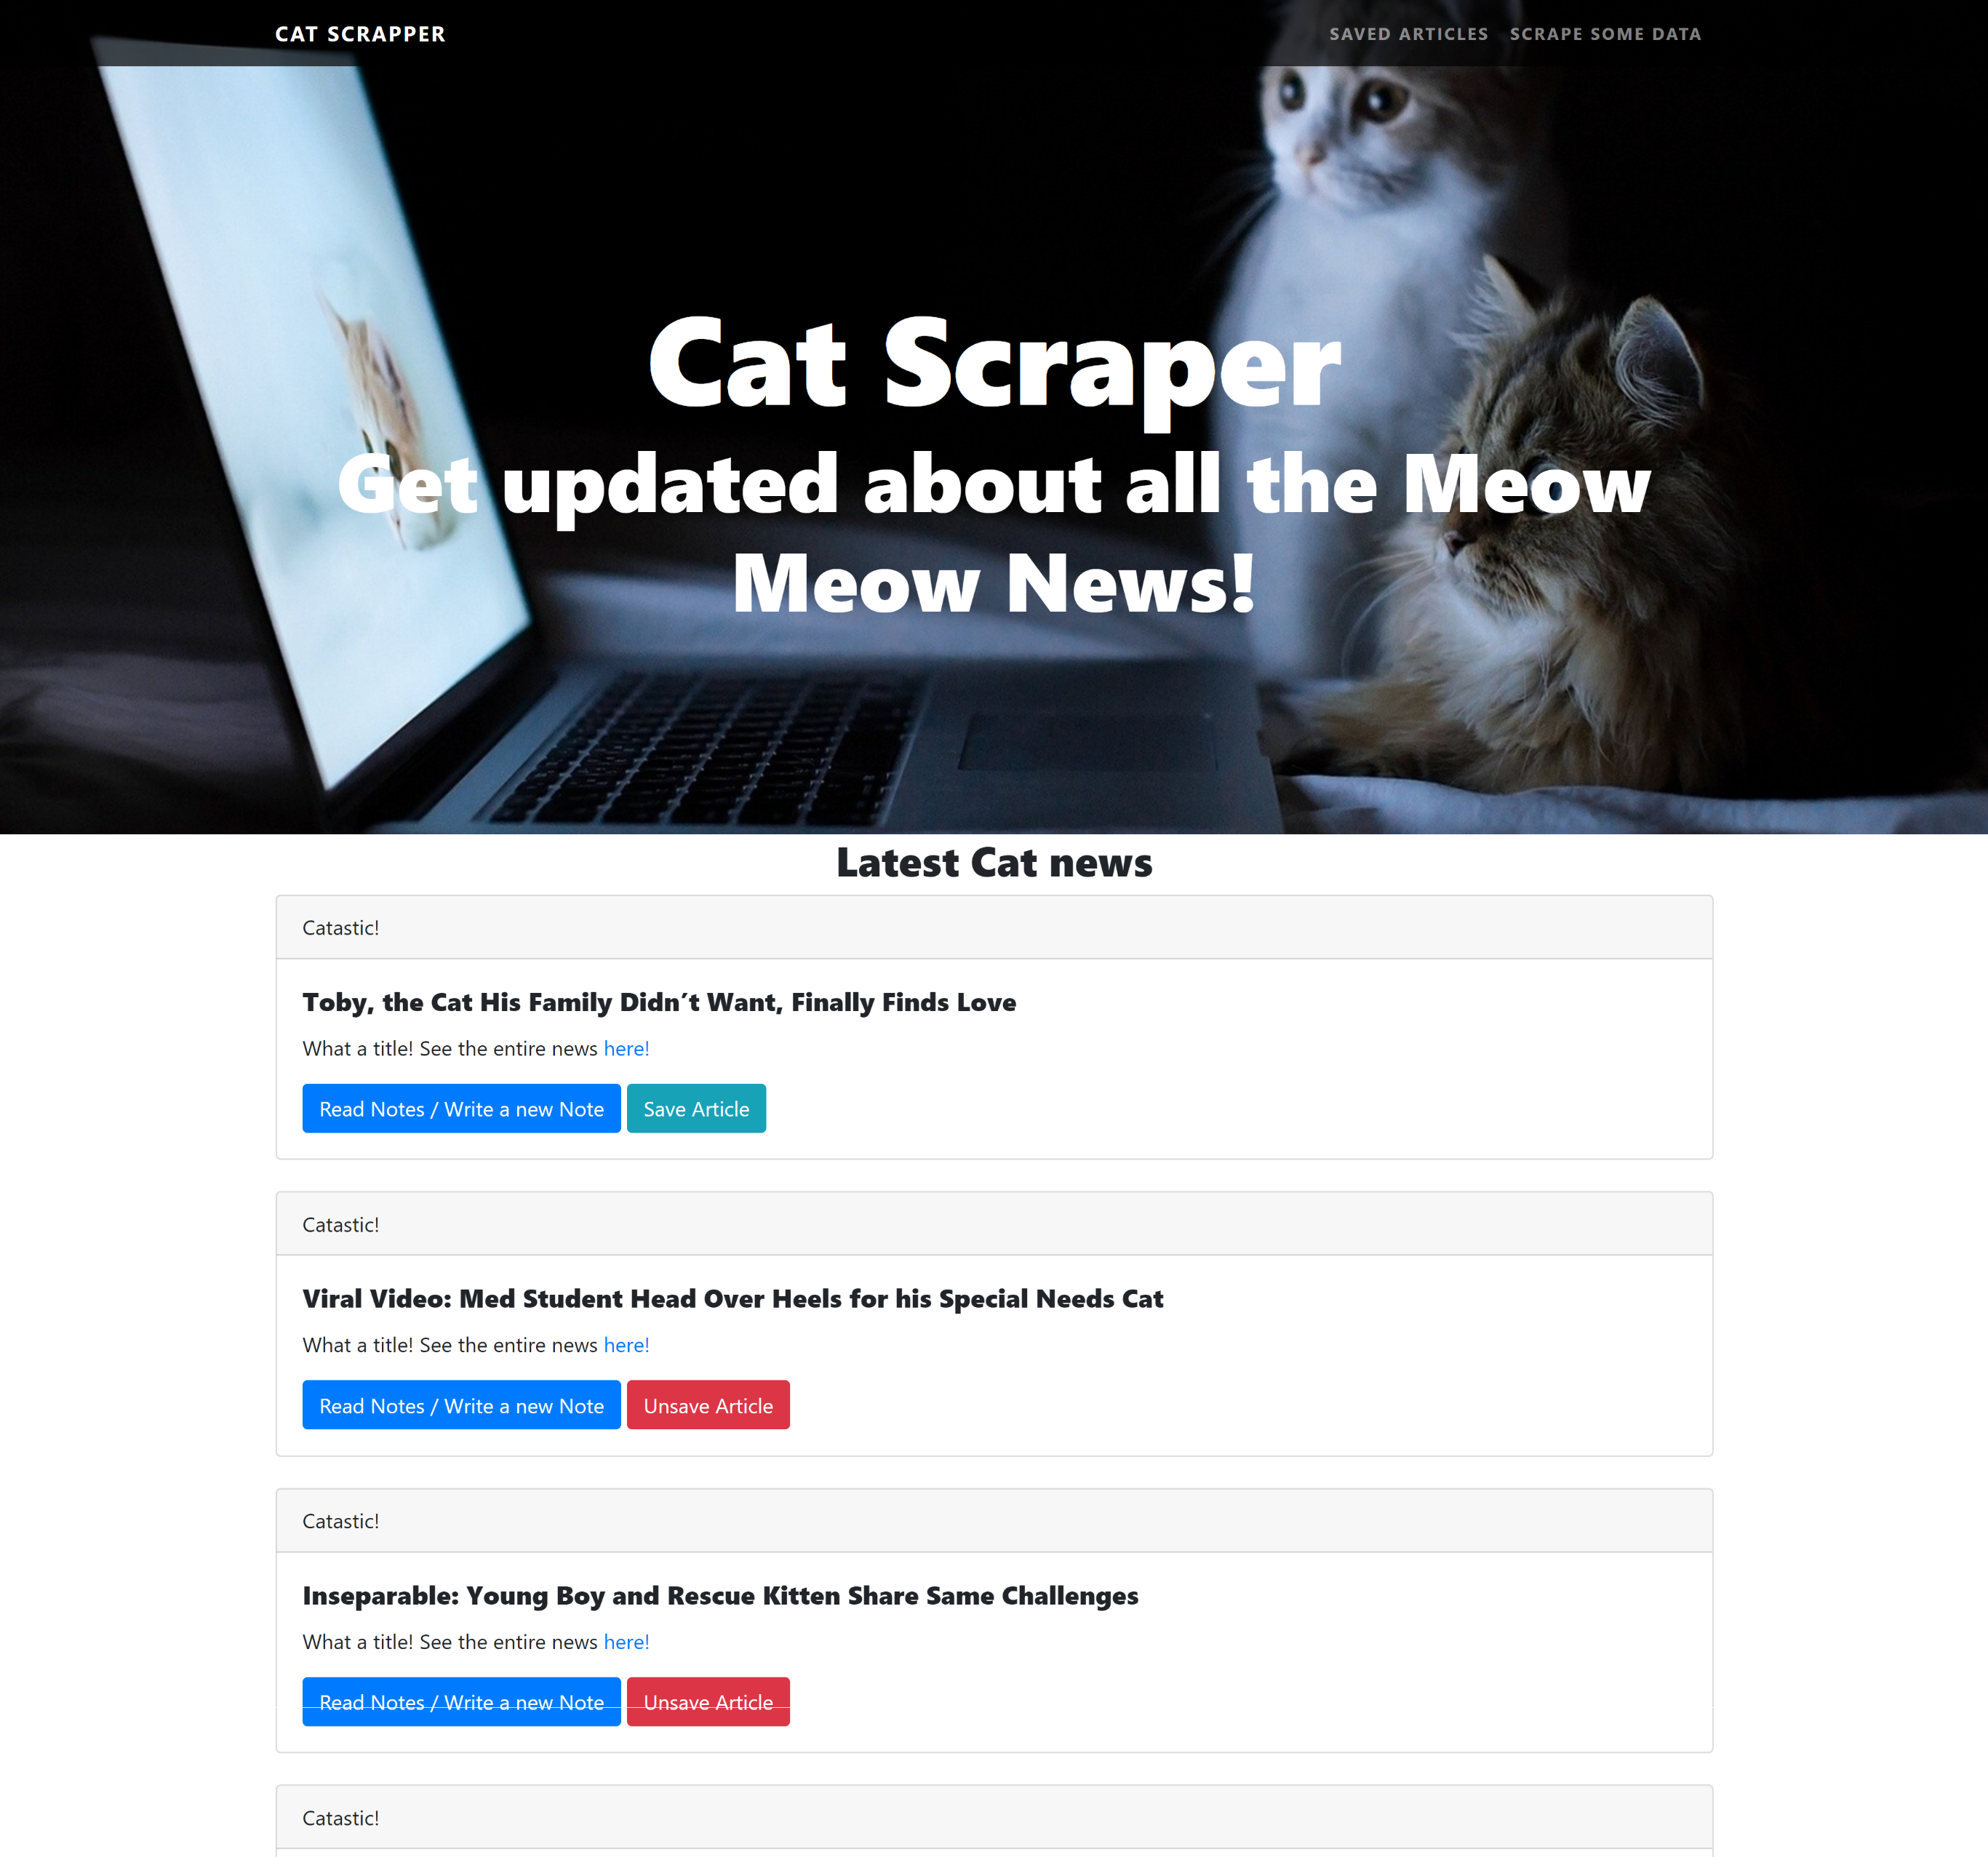 CAT SCRAPPER
SAVED ARTICLES
SCRAPE SOME DATA
Cat Scraper
Get updated about all the Meow
Meow News!
Latest Cat news
Catastic!
Toby, the Cat His Family Didn’t Want, Finally Finds Love
What a title! See the entire news here!
Read Notes / Write a new Note
Save Article
Catastic!
Viral Video: Med Student Head Over Heels for his Special Needs Cat
What a title! See the entire news here!
Read Notes / Write a new Note
Unsave Article
Catastic!
Inseparable: Young Boy and Rescue Kitten Share Same Challenges
What a title! See the entire news here!
Read Notes / Write a new Note
Unsave Article
Catastic!